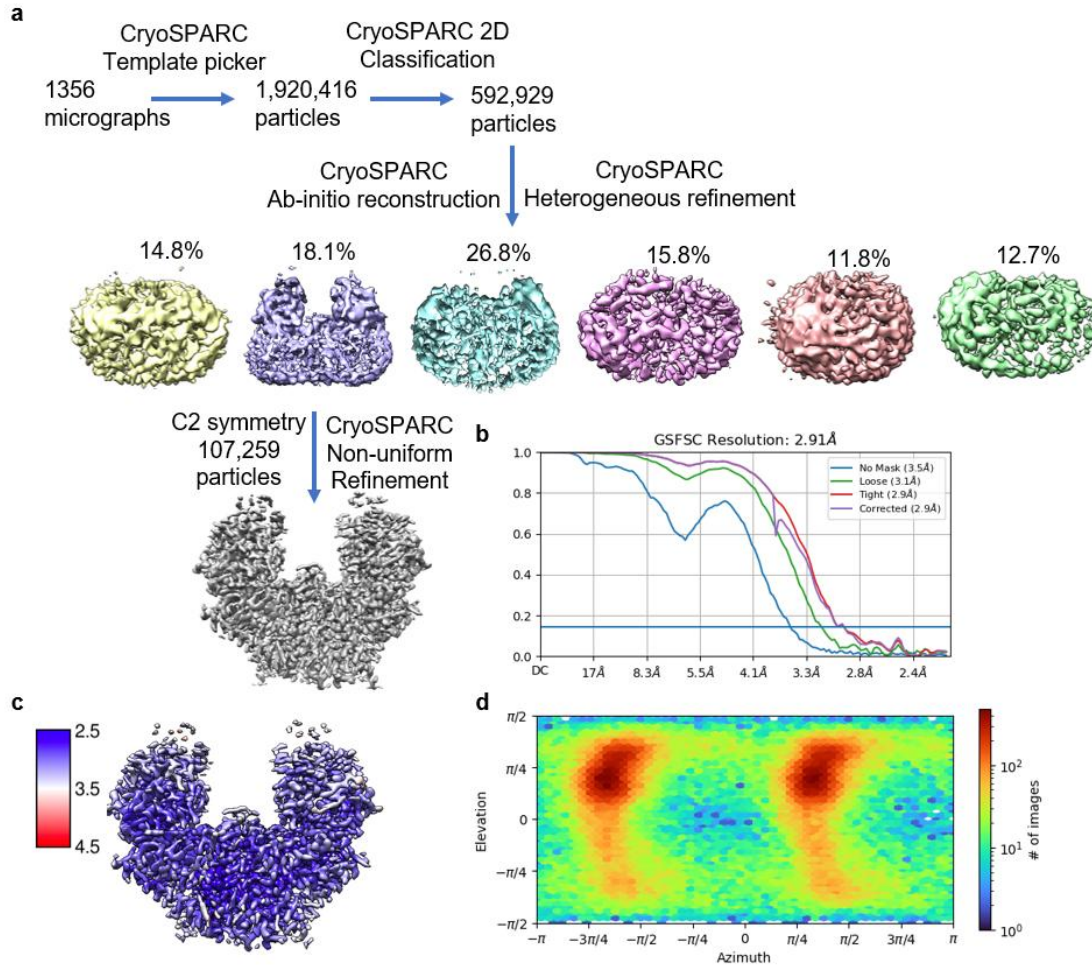 a
CryoSPARC
Template picker
CryoSPARC 2D
Classification
1356
micrographs
1,920,416
particles
592,929
particles
CryoSPARC
Ab-initio reconstruction
CryoSPARC
Heterogeneous refinement
14.8%
18.1%
26.8%
15.8%
11.8%
12.7%
C2 symmetry
107,259
particles
CryoSPARC
Non-uniform
Refinement
b
GSFSC Resolution: 2.91Å
1.0
0.8
0.6
0.4
0.2
0.0
No Mask (3.5Å)
Loose (3.1Å)
Tight (2.9Å)
Corrected (2.9Å)
DC 17Å 8.3Å 5.5Å 4.1Å 3.3Å 2.8Å 2.4Å
c
2.5
3.5
4.5
d
π/2
π/4
0
−π/4
−π/2
Elevation
−π −3π/4 −π/2 −π/4 0 π/4 π/2 3π/4 π
Azimuth
10²
10¹
10⁰
# of images